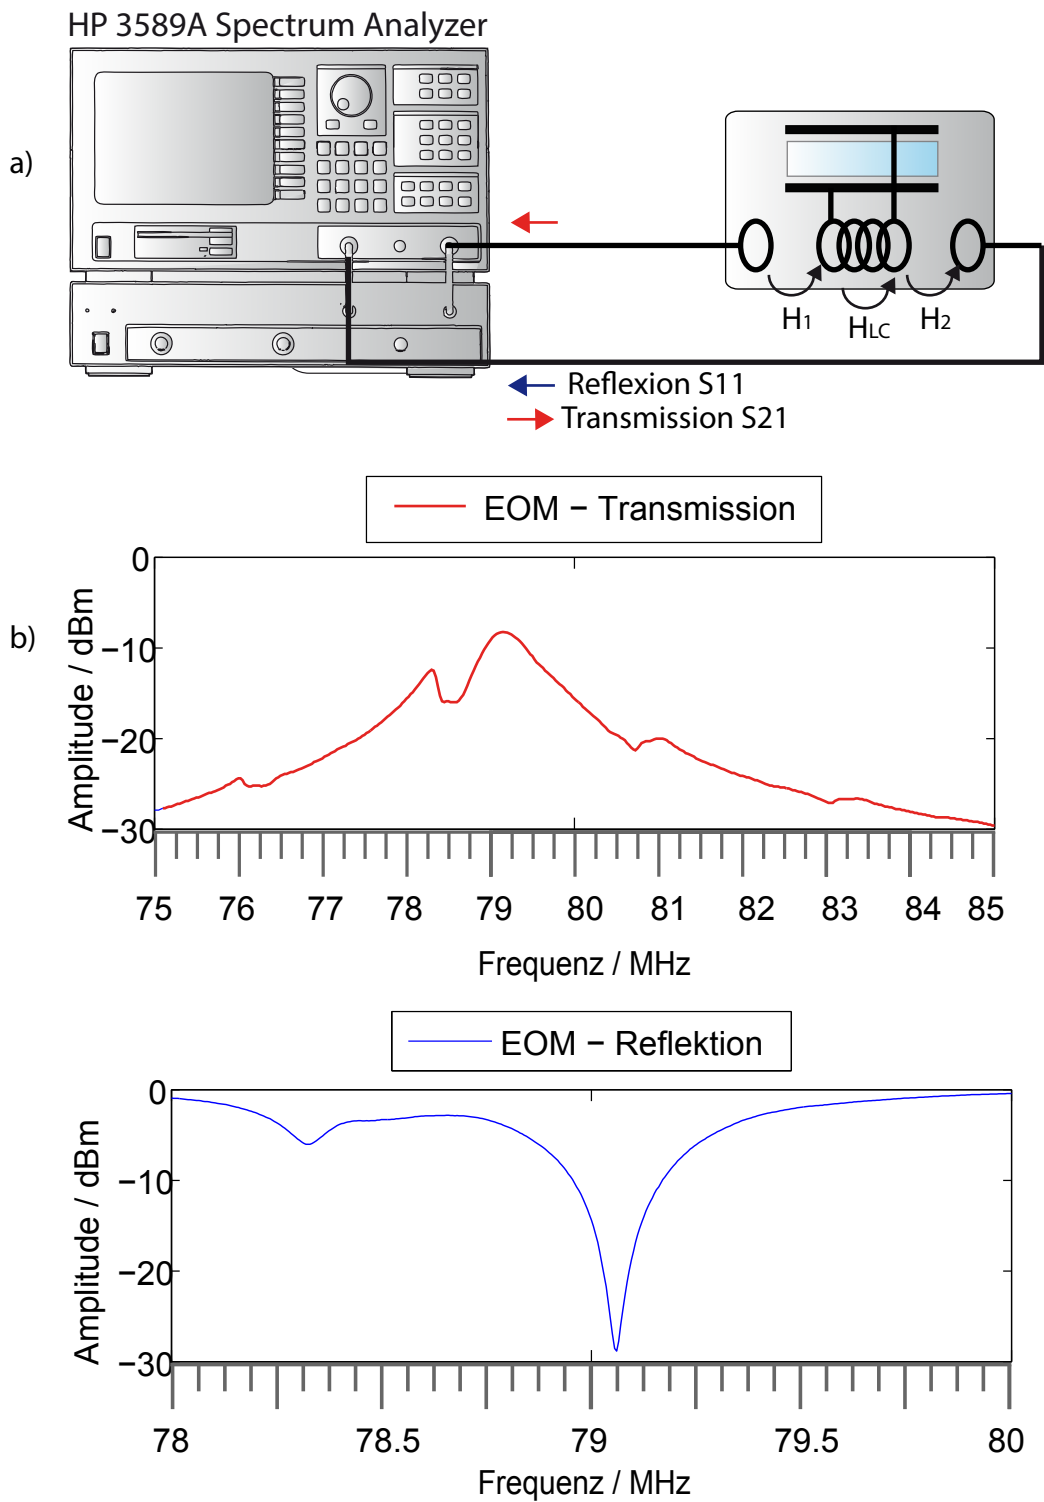 HP 3589A Spectrum Analyzer
a)
H1
HLC
H2
Reflexion S11
Transmission S21
EOM − Transmission
b)
Amplitude / dBm
0
−10
−20
−30
75 76 77 78 79 80 81 82 83 84 85
Frequenz / MHz
EOM − Reflektion
Amplitude / dBm
0
−10
−20
−30
78 78.5 79 79.5 80
Frequenz / MHz